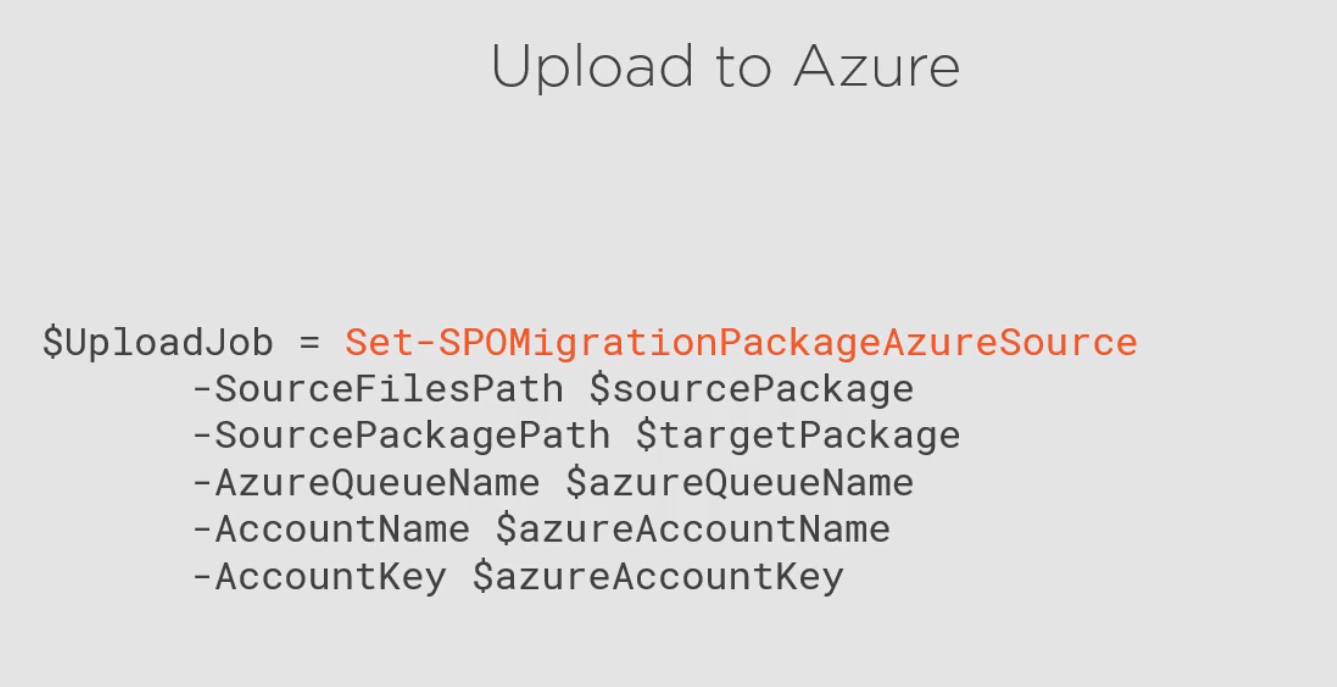 Upload to Azure
$UploadJob = Set-SPOMigrationPackageAzureSource
-SourceFilesPath $sourcePackage
-SourcePackagePath $targetPackage
-AzureQueueName $azureQueueName
-AccountName $azureAccountName
-AccountKey $azureAccountKey